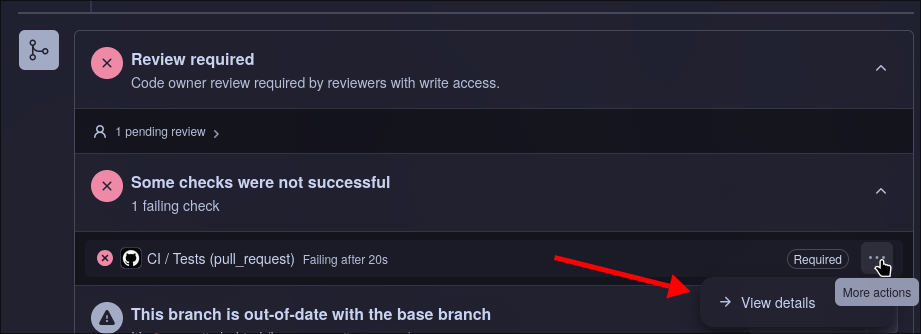 Review required
Code owner review required by reviewers with write access.
1 pending review
Some checks were not successful
1 failing check
CI / Tests (pull_request) Failing after 20s Required
More actions
View details
This branch is out-of-date with the base branch